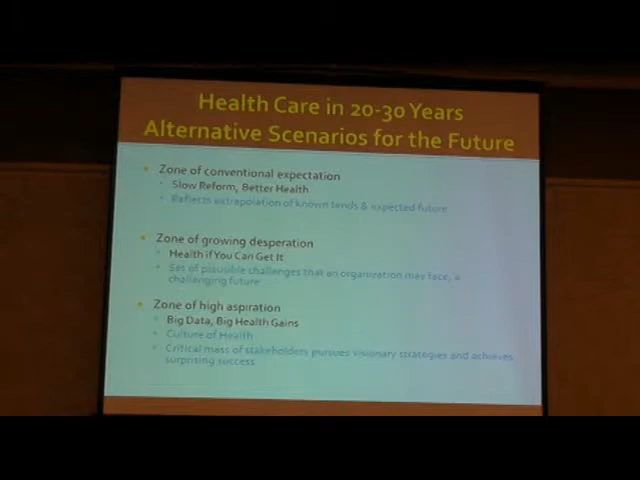 Health Care in 20-30 Years
Alternative Scenarios for the Future
Zone of conventional expectation
Slow Reform, Better Health
Reflects extrapolation of known tends & expected future
Zone of growing desperation
Health if You Can Get It
Set of plausible challenges that an organization may face, a
challenging future
Zone of high aspiration
Big Data, Big Health Gains
Culture of Health
Critical mass of stakeholders pursues visionary strategies and achieves
surprising success